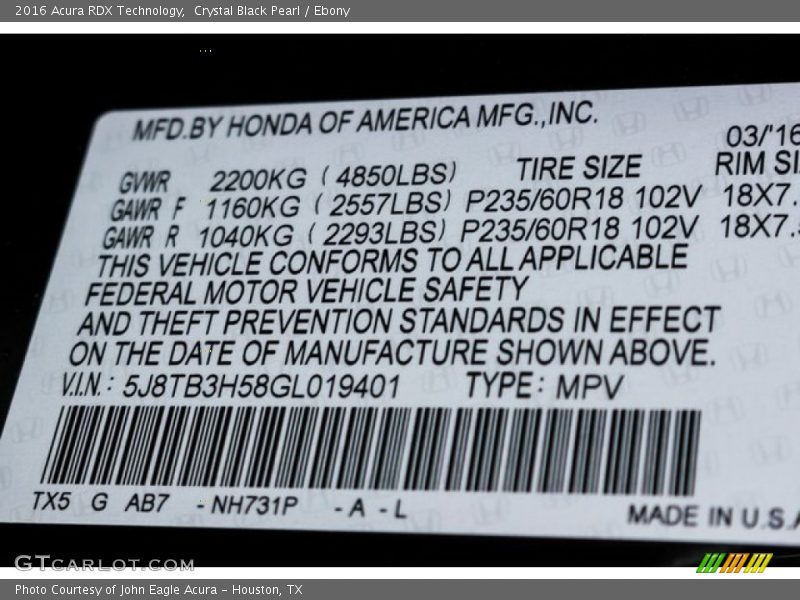 2016 Acura RDX Technology, Crystal Black Pearl / Ebony
MFD.BY HONDA OF AMERICA MFG.,INC.
03/'16
GVWR 2200KG ( 4850LBS) TIRE SIZE RIM SI
GAWR F 1160KG ( 2557LBS) P235/60R18 102V 18X7.
GAWR R 1040KG ( 2293LBS) P235/60R18 102V 18X7.5
THIS VEHICLE CONFORMS TO ALL APPLICABLE
FEDERAL MOTOR VEHICLE SAFETY
AND THEFT PREVENTION STANDARDS IN EFFECT
ON THE DATE OF MANUFACTURE SHOWN ABOVE.
V.I.N.: 5J8TB3H58GL019401 TYPE: MPV
TX5 G AB7 - NH731P - A - L
MADE IN U.S.A
GTCARLOT.COM
Photo Courtesy of John Eagle Acura - Houston, TX